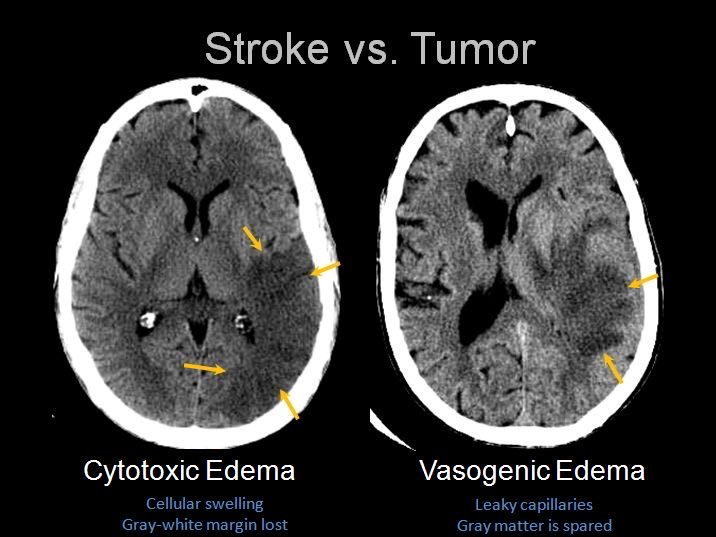 Stroke vs. Tumor
Cytotoxic Edema
Cellular swelling
Gray-white margin lost
Vasogenic Edema
Leaky capillaries
Gray matter is spared